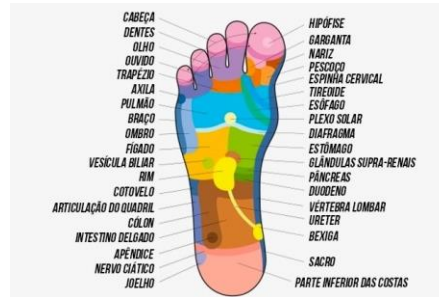 CABEÇA
DENTES
OLHO
OUVIDO
TRAPÉZIO
AXILA
PULMÃO
BRAÇO
OMBRO
FÍGADO
VESÍCULA BILIAR
RIM
COTOVELO
ARTICULAÇÃO DO QUADRIL
CÓLON
INTESTINO DELGADO
APÊNDICE
NERVO CIÁTICO
JOELHO
HIPÓFISE
GARGANTA
NARIZ
PESCOÇO
ESPINHA CERVICAL
TIREOIDE
ESÔFAGO
PLEXO SOLAR
DIAFRAGMA
ESTÔMAGO
GLÂNDULAS SUPRA-RENAIS
PÂNCREAS
DUODENO
VÉRTEBRA LOMBAR
URETER
BEXIGA
SACRO
PARTE INFERIOR DAS COSTAS